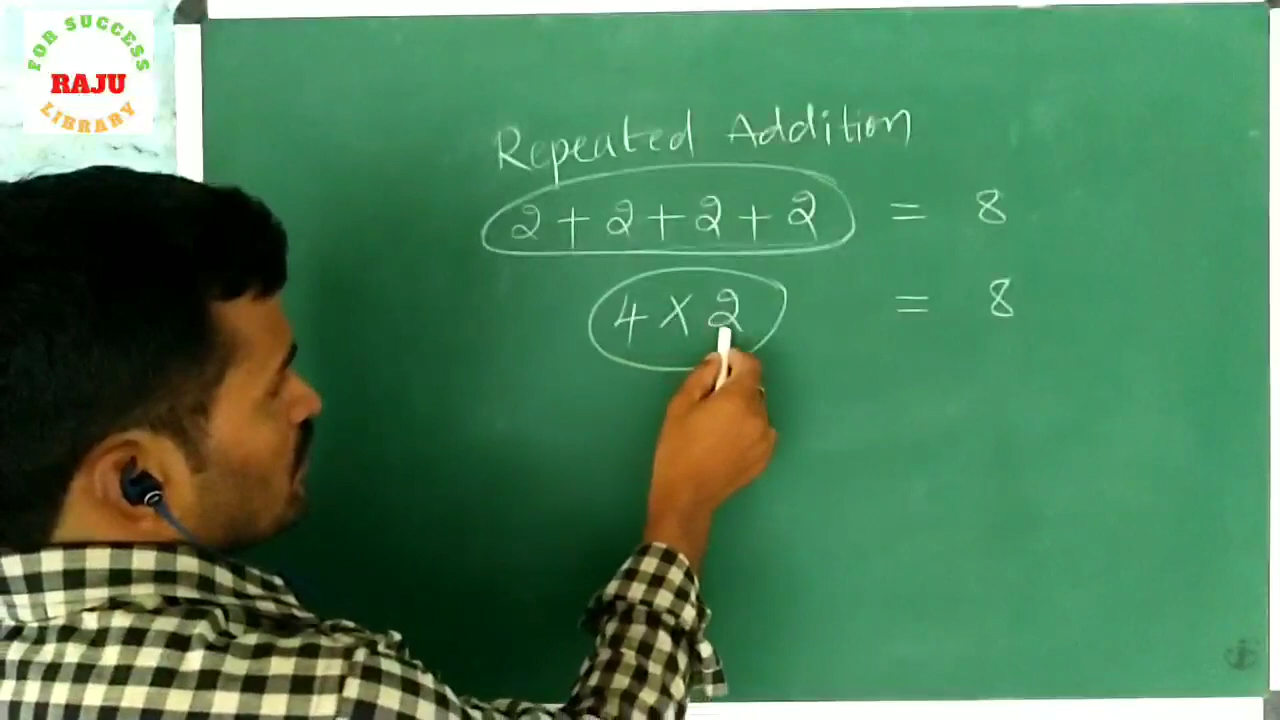 FOR SUCCESS
RAJU
LIBRARY
Repeated Addition
2 + 2 + 2 + 2 = 8
4 X 2 = 8